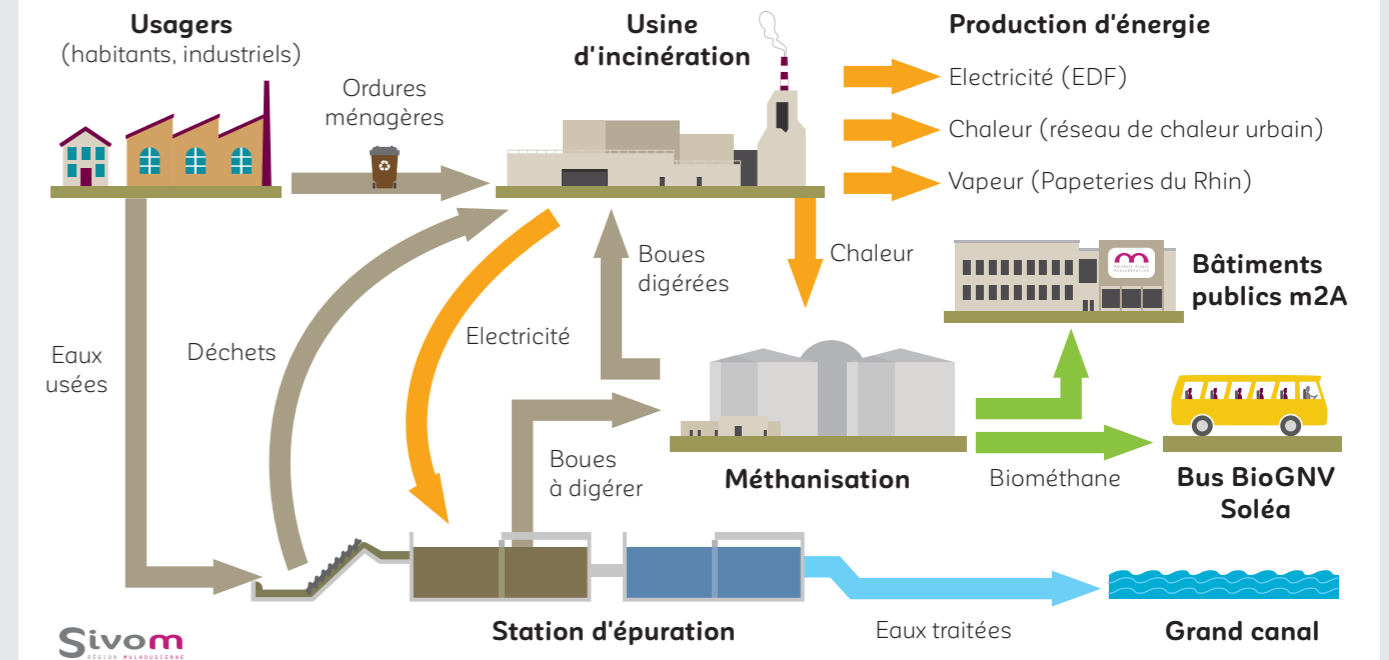 Usagers
(habitants, industriels)
Ordures
ménagères
Usine
d'incinération
Production d'énergie
Electricité (EDF)
Chaleur (réseau de chaleur urbain)
Vapeur (Papeteries du Rhin)
Eaux
usées
Déchets
Electricité
Boues
digérées
Chaleur
Bâtiments
publics m2A
Boues
à digérer
Méthanisation
Biométhane
Bus BioGNV
Soléa
Station d'épuration
Eaux traitées
Grand canal
Sivom
RÉGION MULHOUSIENNE